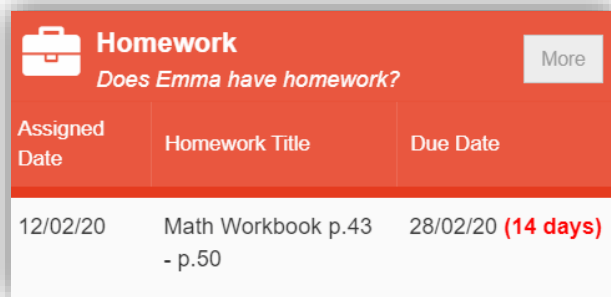 Homework
Does Emma have homework?
More
Assigned
Date
Homework Title
Due Date
12/02/20
Math Workbook p.43
- p.50
28/02/20 (14 days)